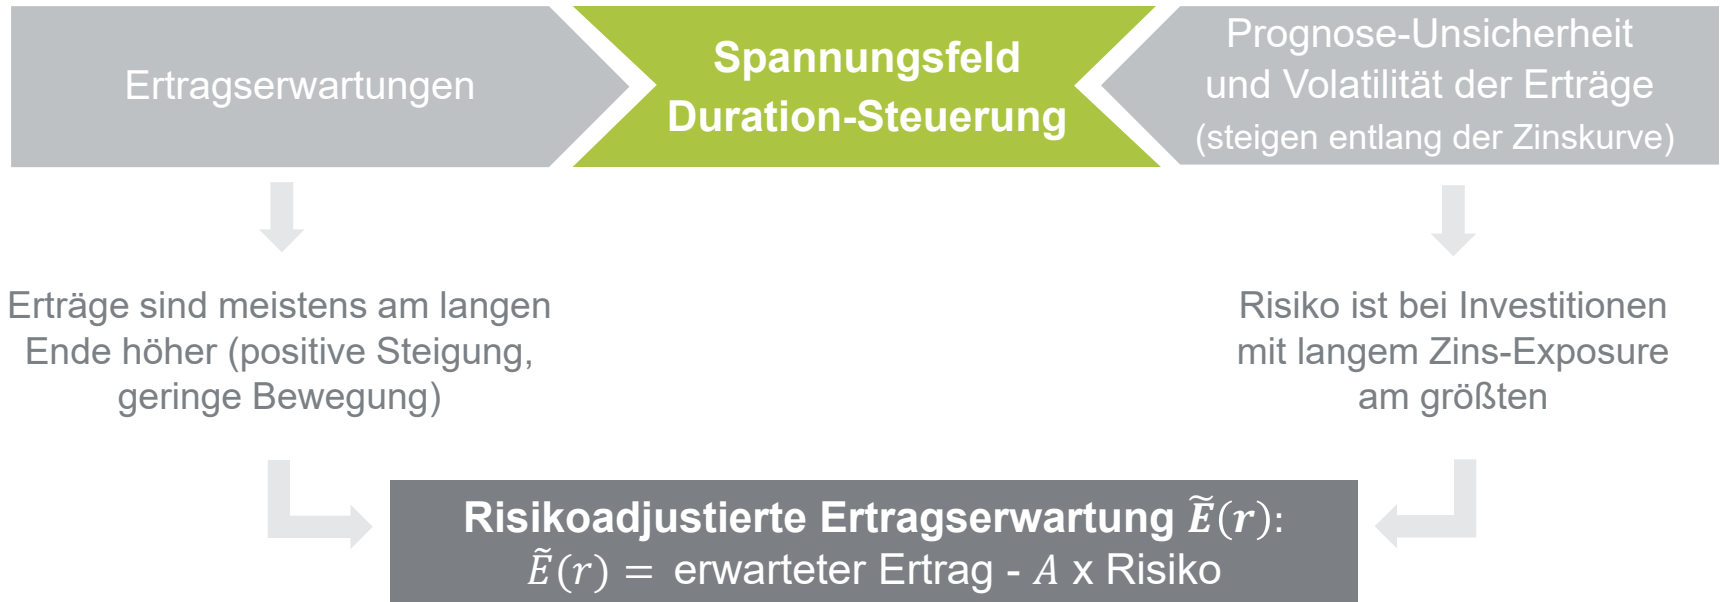 Ertragserwartungen
Spannungsfeld
Duration-Steuerung
Prognose-Unsicherheit
und Volatilität der Erträge
(steigen entlang der Zinskurve)
Erträge sind meistens am langen
Ende höher (positive Steigung,
geringe Bewegung)
Risiko ist bei Investitionen
mit langem Zins-Exposure
am größten
Risikoadjustierte Ertragserwartung Ẽ(r):
Ẽ(r) = erwarteter Ertrag - A x Risiko